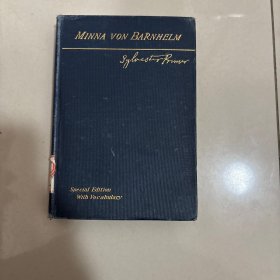 MINNA VON BARNHELM
Sylvester Primer
Special Edition
With Vocabulary